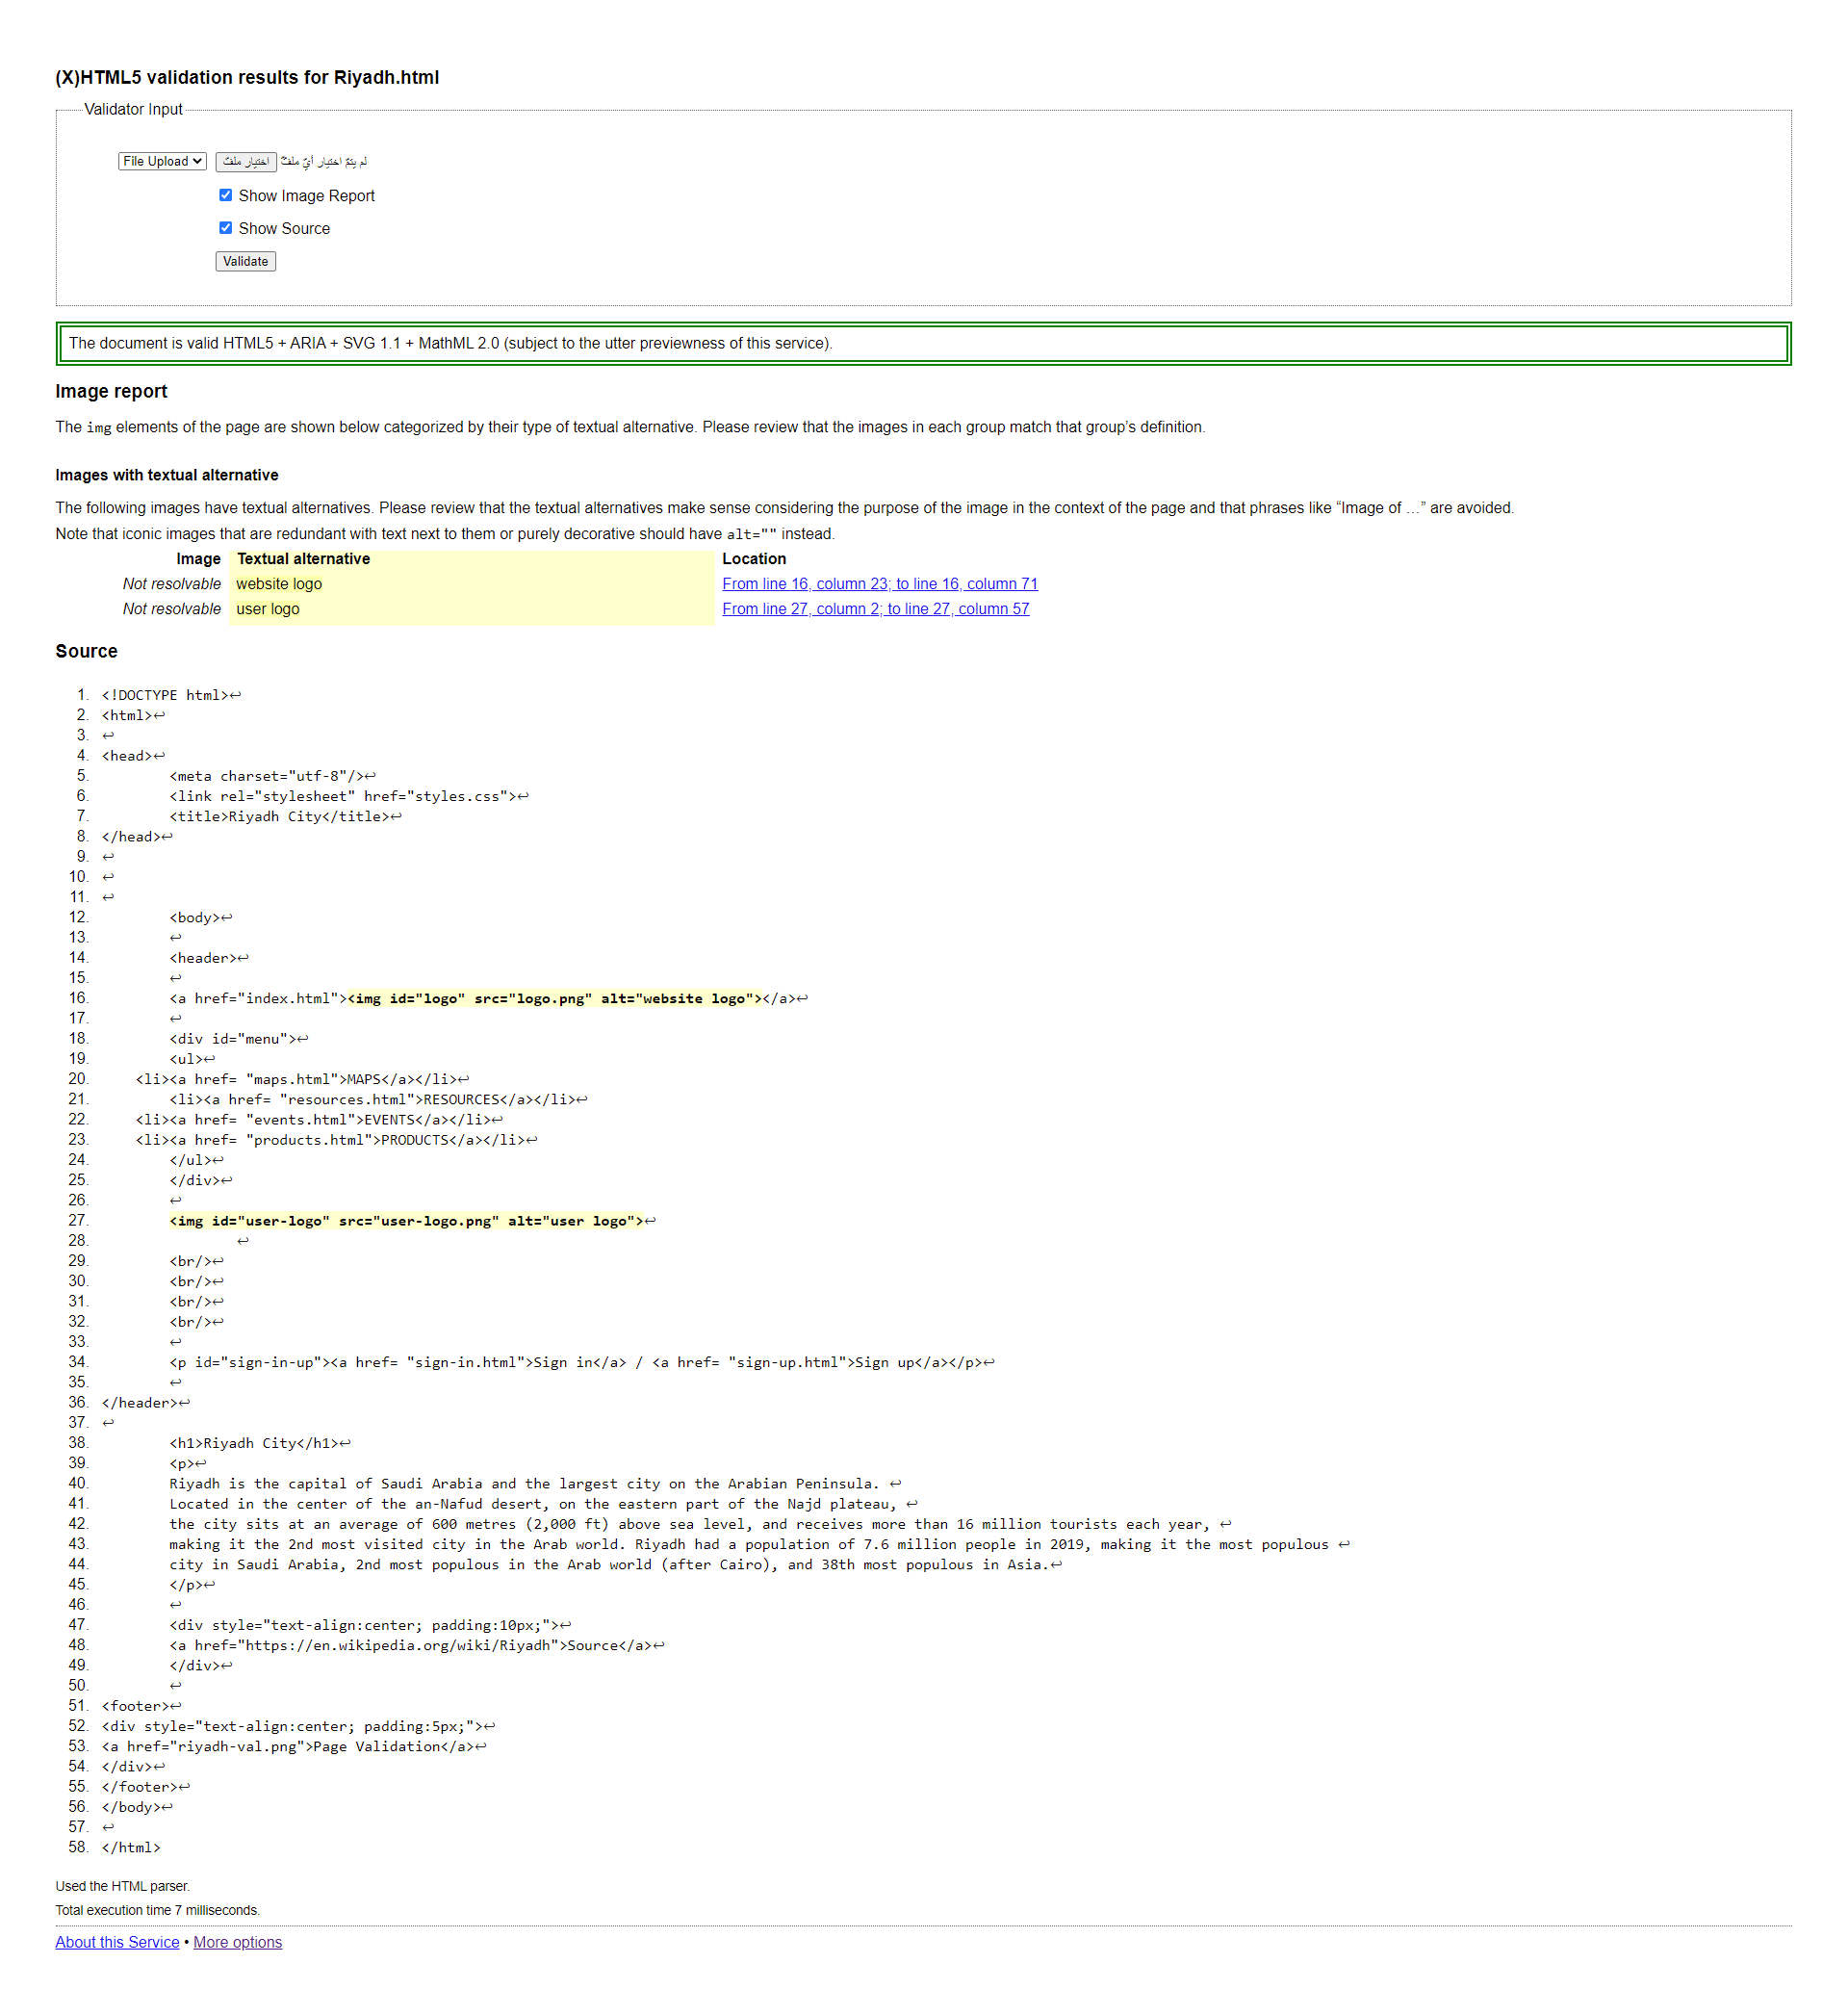 (X)HTML5 validation results for Riyadh.html
Validator Input
File Upload اختيار ملفّ لم يتمّ اختيار أيّ ملفّ
Show Image Report
Show Source
Validate
The document is valid HTML5 + ARIA + SVG 1.1 + MathML 2.0 (subject to the utter previewness of this service).
Image report
The img elements of the page are shown below categorized by their type of textual alternative. Please review that the images in each group match that group’s definition.
Images with textual alternative
The following images have textual alternatives. Please review that the textual alternatives make sense considering the purpose of the image in the context of the page and that phrases like “Image of …” are avoided.
Note that iconic images that are redundant with text next to them or purely decorative should have alt="" instead.
Image Textual alternative Location
Not resolvable website logo From line 16, column 23; to line 16, column 71
Not resolvable user logo From line 27, column 2; to line 27, column 57
Source
1. <!DOCTYPE html>↩
2. <html>↩
3. ↩
4. <head>↩
5. <meta charset="utf-8"/>↩
6. <link rel="stylesheet" href="styles.css">↩
7. <title>Riyadh City</title>↩
8. </head>↩
9. ↩
10. ↩
11. ↩
12. <body>↩
13. ↩
14. <header>↩
15. ↩
16. <a href="index.html"><img id="logo" src="logo.png" alt="website logo"></a>↩
17. ↩
18. <div id="menu">↩
19. <ul>↩
20. <li><a href= "maps.html">MAPS</a></li>↩
21. <li><a href= "resources.html">RESOURCES</a></li>↩
22. <li><a href= "events.html">EVENTS</a></li>↩
23. <li><a href= "products.html">PRODUCTS</a></li>↩
24. </ul>↩
25. </div>↩
26. ↩
27. <img id="user-logo" src="user-logo.png" alt="user logo">↩
28. ↩
29. <br/>↩
30. <br/>↩
31. <br/>↩
32. <br/>↩
33. ↩
34. <p id="sign-in-up"><a href= "sign-in.html">Sign in</a> / <a href= "sign-up.html">Sign up</a></p>↩
35. ↩
36. </header>↩
37. ↩
38. <h1>Riyadh City</h1>↩
39. <p>↩
40. Riyadh is the capital of Saudi Arabia and the largest city on the Arabian Peninsula. ↩
41. Located in the center of the an-Nafud desert, on the eastern part of the Najd plateau, ↩
42. the city sits at an average of 600 metres (2,000 ft) above sea level, and receives more than 16 million tourists each year, ↩
43. making it the 2nd most visited city in the Arab world. Riyadh had a population of 7.6 million people in 2019, making it the most populous ↩
44. city in Saudi Arabia, 2nd most populous in the Arab world (after Cairo), and 38th most populous in Asia.↩
45. </p>↩
46. ↩
47. <div style="text-align:center; padding:10px;">↩
48. <a href="https://en.wikipedia.org/wiki/Riyadh">Source</a>↩
49. </div>↩
50. ↩
51. <footer>↩
52. <div style="text-align:center; padding:5px;">↩
53. <a href="riyadh-val.png">Page Validation</a>↩
54. </div>↩
55. </footer>↩
56. </body>↩
57. ↩
58. </html>
Used the HTML parser.
Total execution time 7 milliseconds.
About this Service • More options